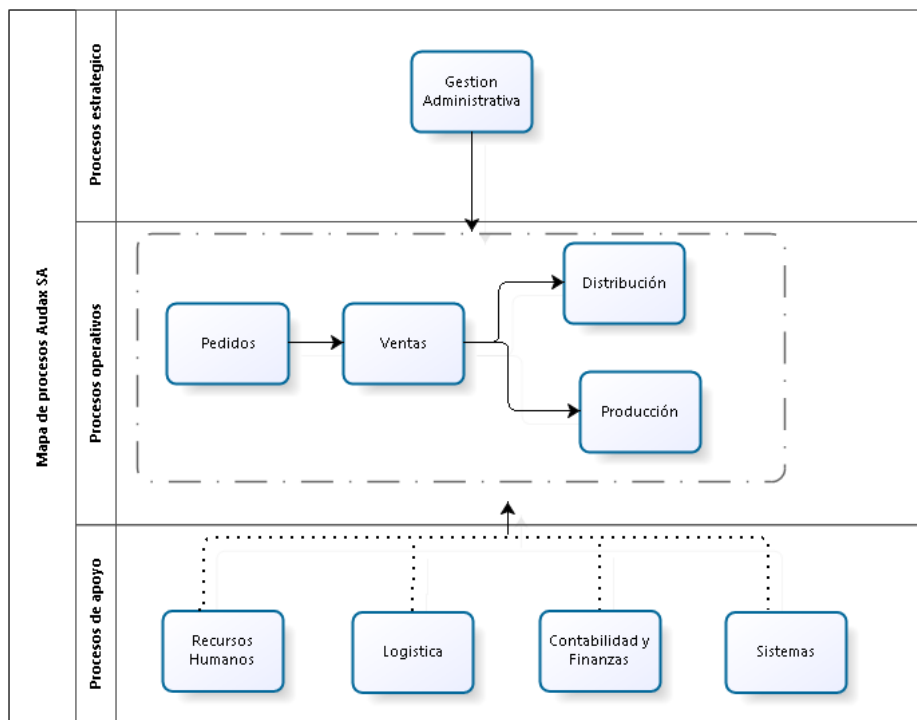 Mapa de procesos Audax SA
Procesos estrategico
Gestion
Administrativa
Procesos operativos
Pedidos
Ventas
Distribución
Producción
Procesos de apoyo
Recursos
Humanos
Logistica
Contabilidad y
Finanzas
Sistemas